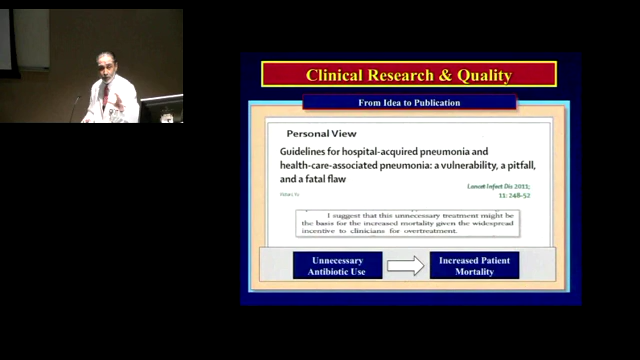 Clinical Research & Quality
From Idea to Publication
Personal View
Guidelines for hospital-acquired pneumonia and
health-care-associated pneumonia: a vulnerability, a pitfall,
and a fatal flaw
Lancet Infect Dis 2011;
11: 248-52
I suggest that this unnecessary treatment might be
the basis for the increased mortality given the widespread
incentive to clinicians for overtreatment.
Unnecessary
Antibiotic Use
Increased Patient
Mortality